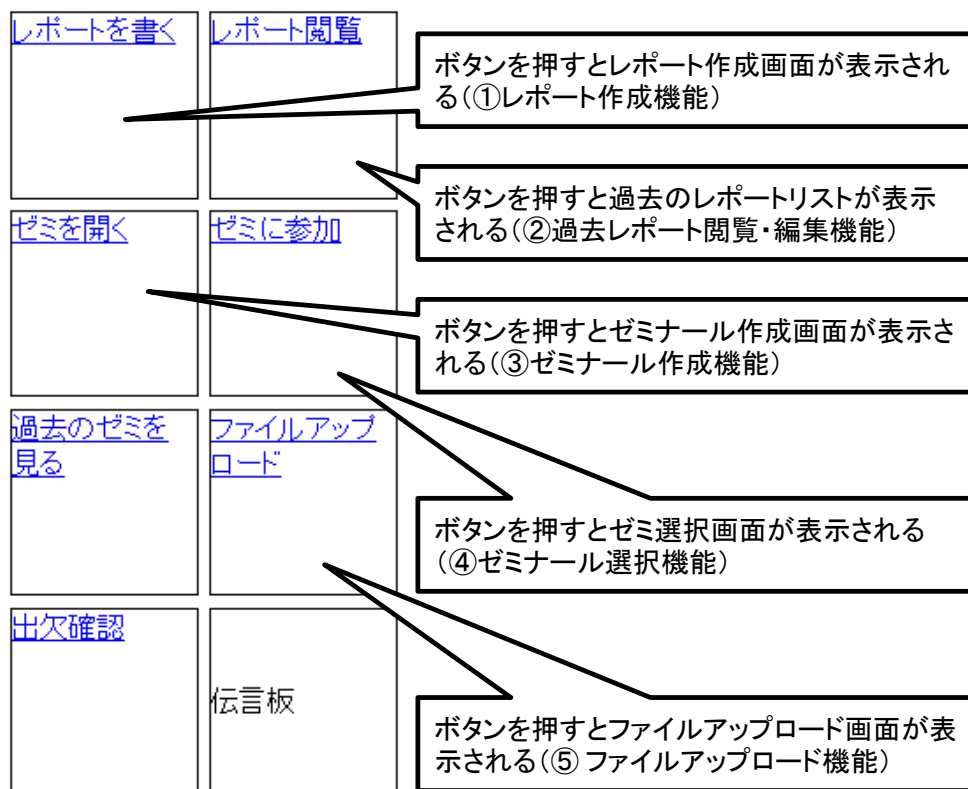 レポートを書く
レポート閲覧
ボタンを押すとレポート作成画面が表示され
る(①レポート作成機能)
ボタンを押すと過去のレポートリストが表示
される(②過去レポート閲覧・編集機能)
ゼミを開く
ゼミに参加
ボタンを押すとゼミナール作成画面が表示さ
れる(③ゼミナール作成機能)
過去のゼミを
見る
ファイルアップ
ロード
ボタンを押すとゼミ選択画面が表示される
(④ゼミナール選択機能)
出欠確認
伝言板
ボタンを押すとファイルアップロード画面が表
示される(⑤ファイルアップロード機能)